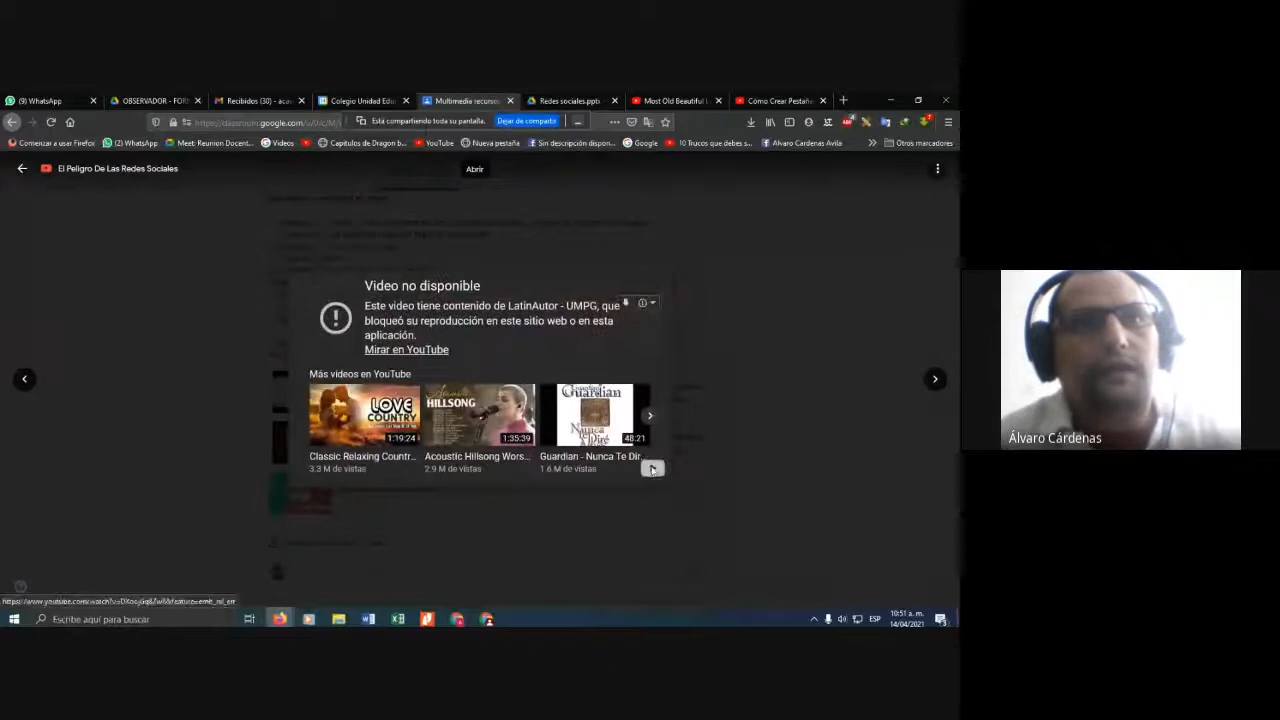 (9) WhatsApp
OBSERVADOR - FOR
Recibidos (30) - acas
Colegio Unidad Edu
Multimedia recurso
Redes sociales.pptx
Most Old Beautiful L
Cómo Crear Pestañ
Está compartiendo toda su pantalla.
Dejar de compartir
Comenzar a usar Firefox
(2) WhatsApp
Meet: Reunion Docent...
Videos
Capitulos de Dragon b...
YouTube
Nueva pestaña
Sin descripción dispon...
Google
10 Trucos que debes s...
Alvaro Cardenas Avila
Otros marcadores
El Peligro De Las Redes Sociales
Abrir
Video no disponible
Este video tiene contenido de LatinAutor - UMPG, que
bloqueó su reproducción en este sitio web o en esta
aplicación.
Mirar en YouTube
Más videos en YouTube
LOVE
COUNTRY
1:19:24
HILLSONG
1:35:39
Guardian
48:21
Classic Relaxing Countr...
Acoustic Hillsong Wors...
Guardian - Nunca Te Dir...
3.3 M de vistas
2.9 M de vistas
1.6 M de vistas
Álvaro Cárdenas
Escribe aquí para buscar
ESP
10:51 a. m.
14/04/2021